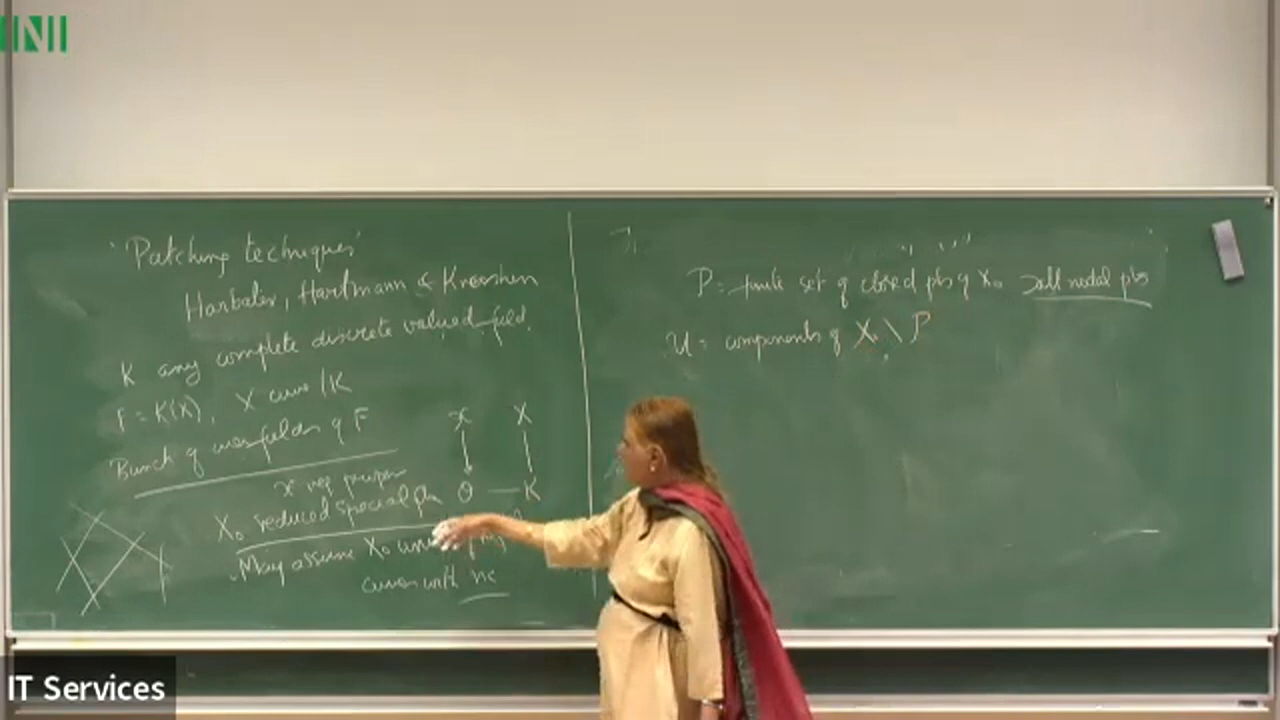 INI
'Patching techniques'
Harbater, Hartmann & Krashen
K any complete discrete valued field.
F = K(X), X curve / K
Bunch of overfields of F
𝒳 X
𝒳 reg proper
X₀ reduced special
O — K
May assume X₀
curves with nc
P = finite set of closed pts of X₀ ⊃ all nodal pts
U = components of X₀ \ P
IT Services